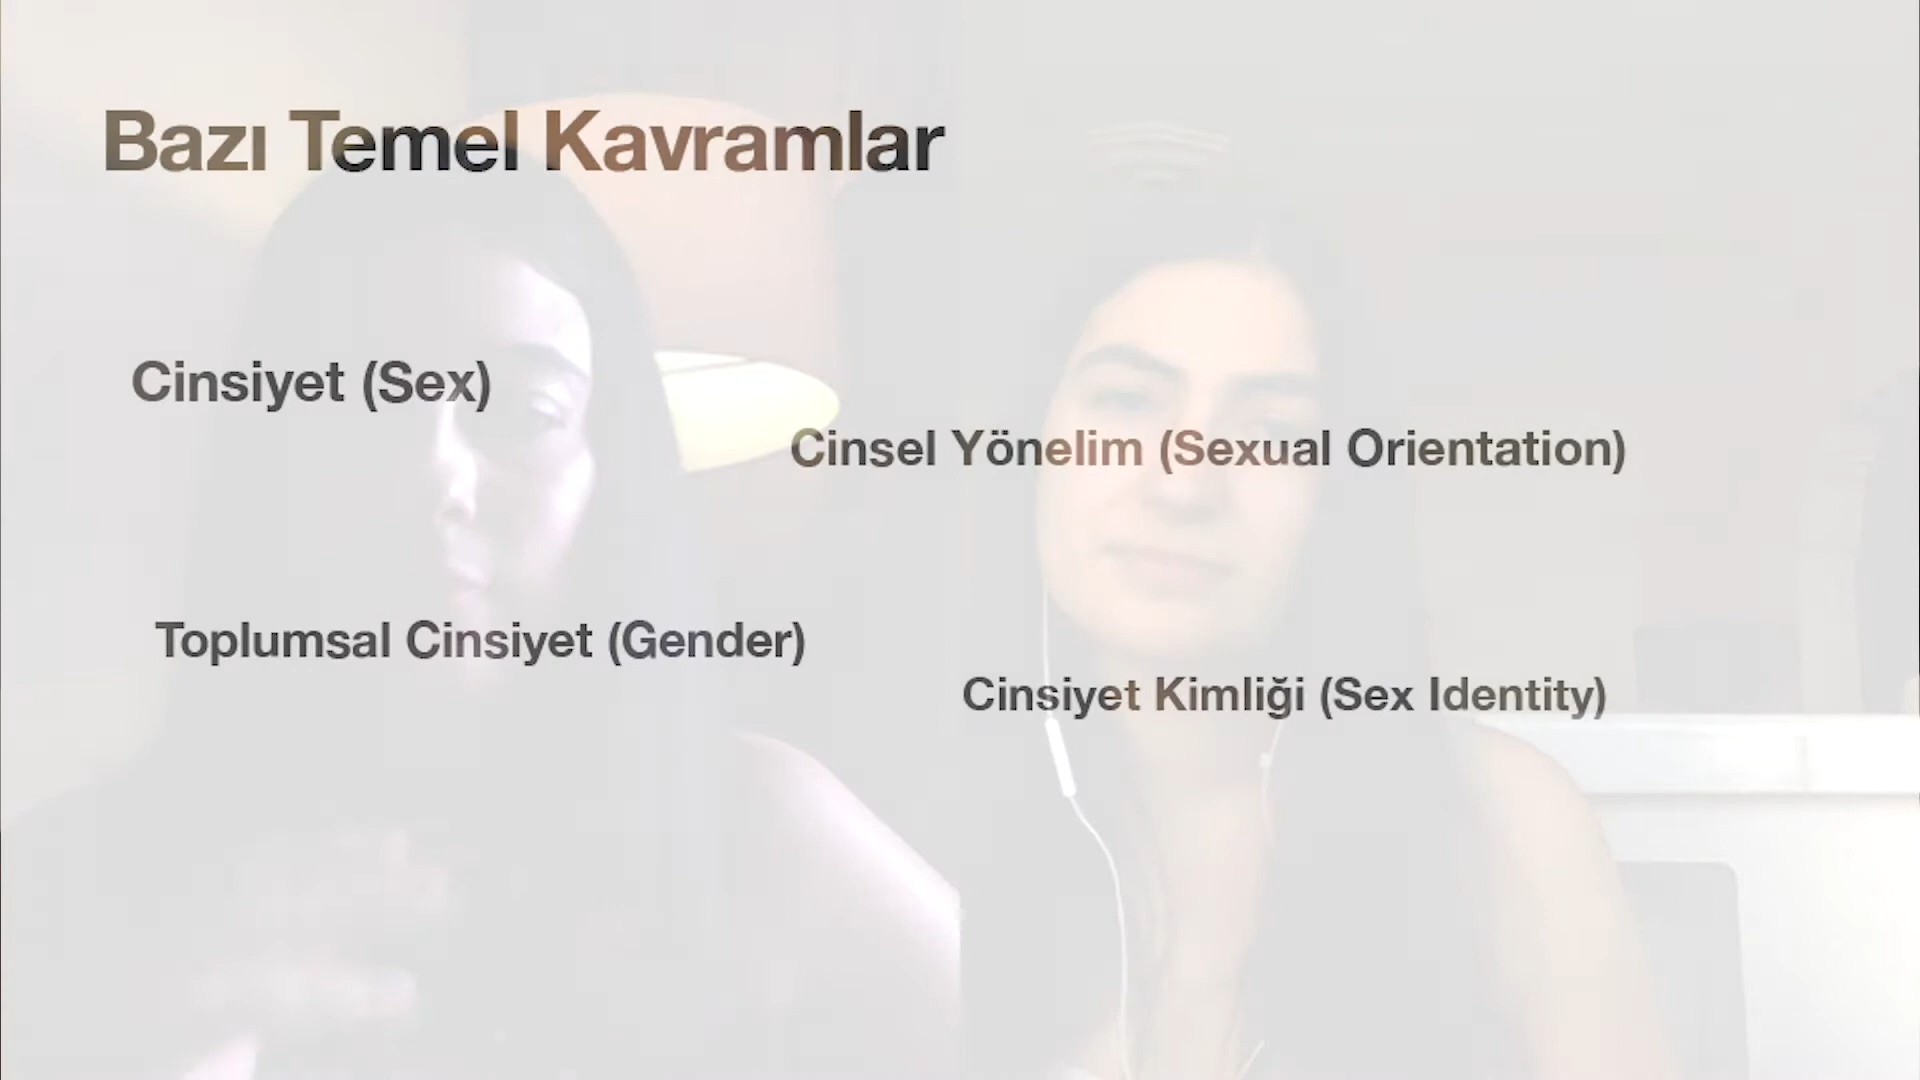 Bazı Temel Kavramlar
Cinsiyet (Sex)
Cinsel Yönelim (Sexual Orientation)
Toplumsal Cinsiyet (Gender)
Cinsiyet Kimliği (Sex Identity)